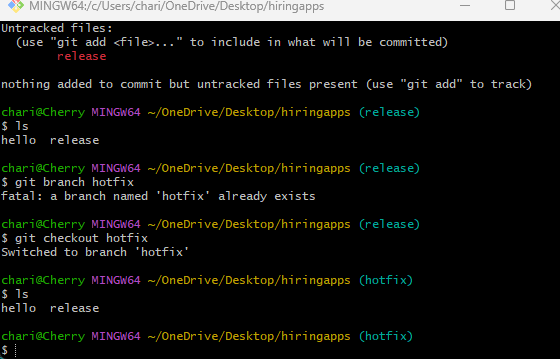 MINGW64:/c/Users/chari/OneDrive/Desktop/hiringapps
Untracked files:
  (use "git add <file>..." to include in what will be committed)
        release

nothing added to commit but untracked files present (use "git add" to track)

chari@Cherry MINGW64 ~/OneDrive/Desktop/hiringapps (release)
$ ls
hello  release

chari@Cherry MINGW64 ~/OneDrive/Desktop/hiringapps (release)
$ git branch hotfix
fatal: a branch named 'hotfix' already exists

chari@Cherry MINGW64 ~/OneDrive/Desktop/hiringapps (release)
$ git checkout hotfix
Switched to branch 'hotfix'

chari@Cherry MINGW64 ~/OneDrive/Desktop/hiringapps (hotfix)
$ ls
hello  release

chari@Cherry MINGW64 ~/OneDrive/Desktop/hiringapps (hotfix)
$